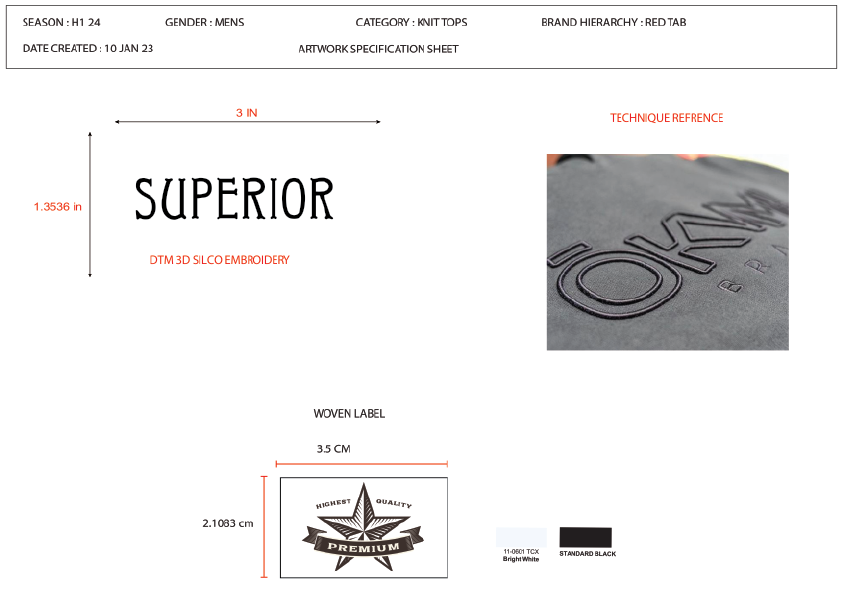 SEASON : H1 24 GENDER : MENS CATEGORY : KNIT TOPS BRAND HIERARCHY : RED TAB
DATE CREATED : 10 JAN 23 ARTWORK SPECIFICATION SHEET
3 IN
TECHNIQUE REFRENCE
1.3536 in
SUPERIOR
DTM 3D SILCO EMBROIDERY
WOVEN LABEL
3.5 CM
2.1083 cm
HIGHEST QUALITY
PREMIUM
11-0601 TCX
Bright White
STANDARD BLACK